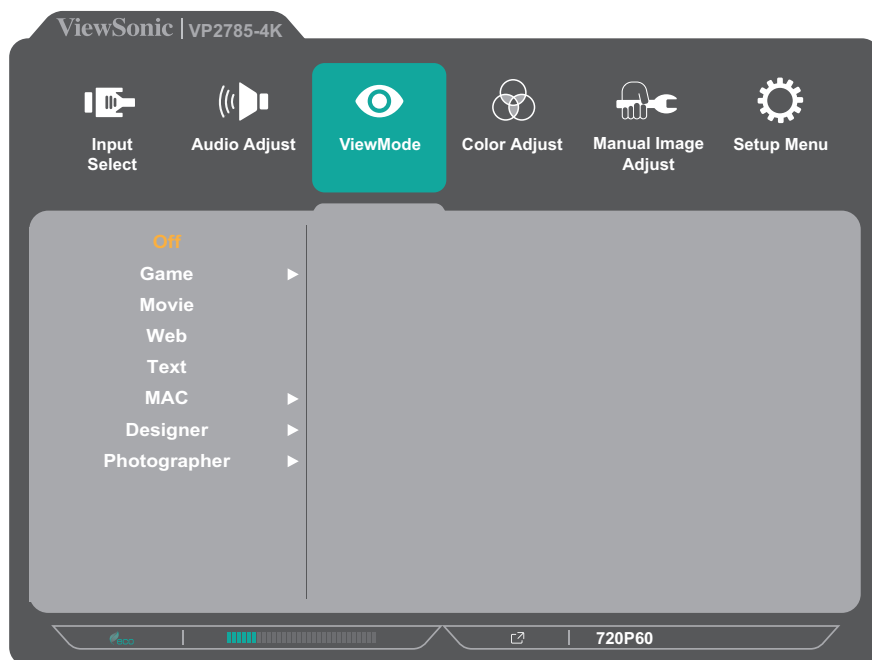 ViewSonic | VP2785-4K
Input Select
Audio Adjust
ViewMode
Color Adjust
Manual Image Adjust
Setup Menu
Off
Game
Movie
Web
Text
MAC
Designer
Photographer
eco
720P60